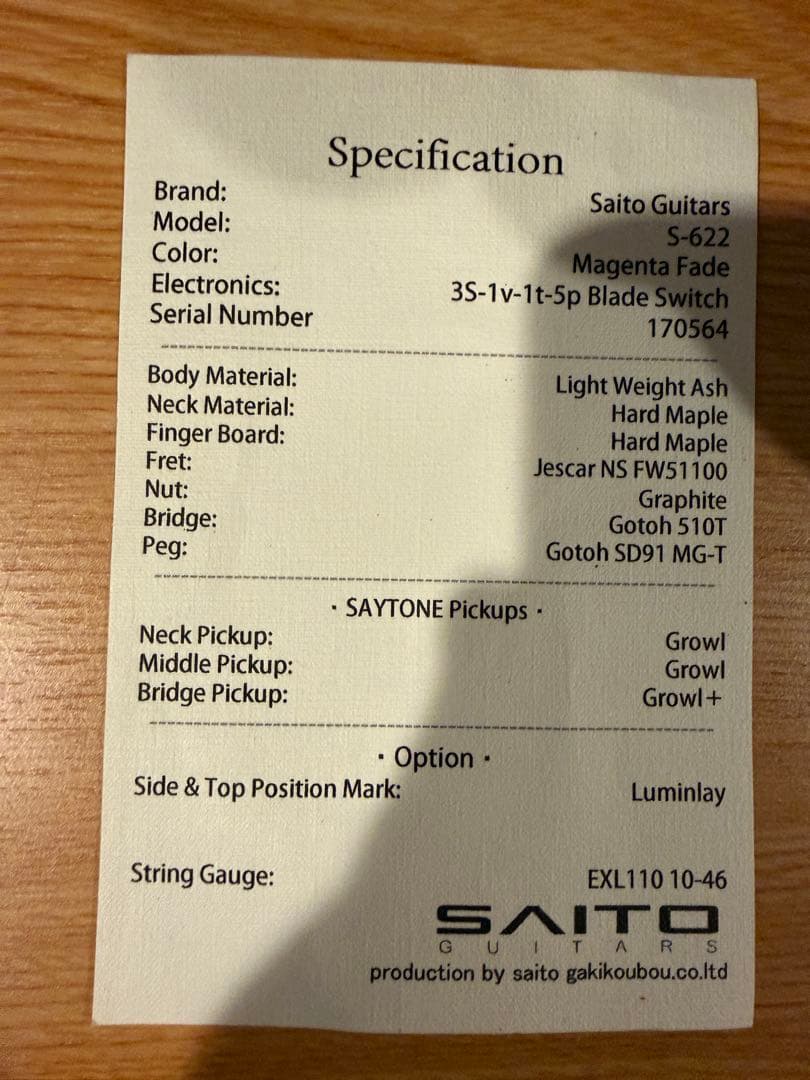 Specification
Brand: Saito Guitars
Model: S-622
Color: Magenta Fade
Electronics: 3S-1v-1t-5p Blade Switch
Serial Number 170564
Body Material: Light Weight Ash
Neck Material: Hard Maple
Finger Board: Hard Maple
Fret: Jescar NS FW51100
Nut: Graphite
Bridge: Gotoh 510T
Peg: Gotoh SD91 MG-T
・SAYTONE Pickups・
Neck Pickup: Growl
Middle Pickup: Growl
Bridge Pickup: Growl+
・Option・
Side & Top Position Mark: Luminlay
String Gauge: EXL110 10-46
SAITO
GUITARS
production by saito gakikoubou.co.ltd